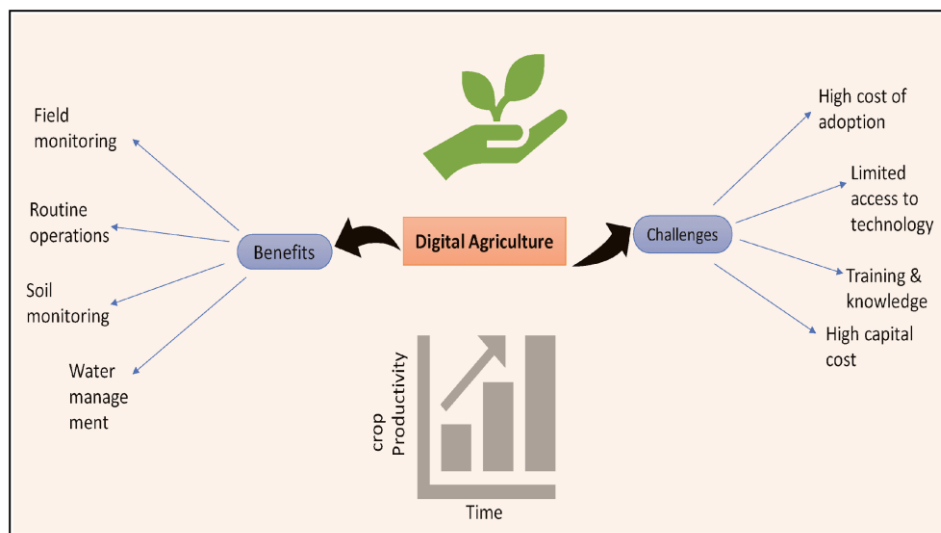 Field
monitoring
Routine
operations
Soil
monitoring
Water
manage
ment
Benefits
Digital Agriculture
Challenges
High cost of
adoption
Limited
access to
technology
Training &
knowledge
High capital
cost
crop
Productivity
Time